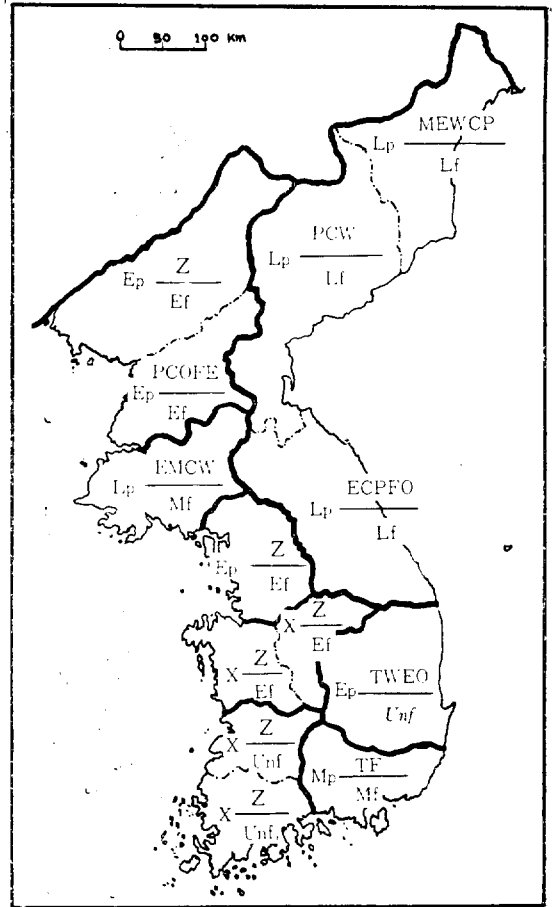 0 50 100 Km
MEWCP
Lp
Lf
PCW
Lp
Lf
Z
Ep
Ef
PCOFE
Ep
Ef
EMCW
Lp
Mf
ECPFO
Lp
Lf
Z
Ep
Ef
Z
X
Ef
Z
X
Ef
TWEO
Ep
Unf
Z
X
Unf
TF
Mp
Mf
Z
X
Unf